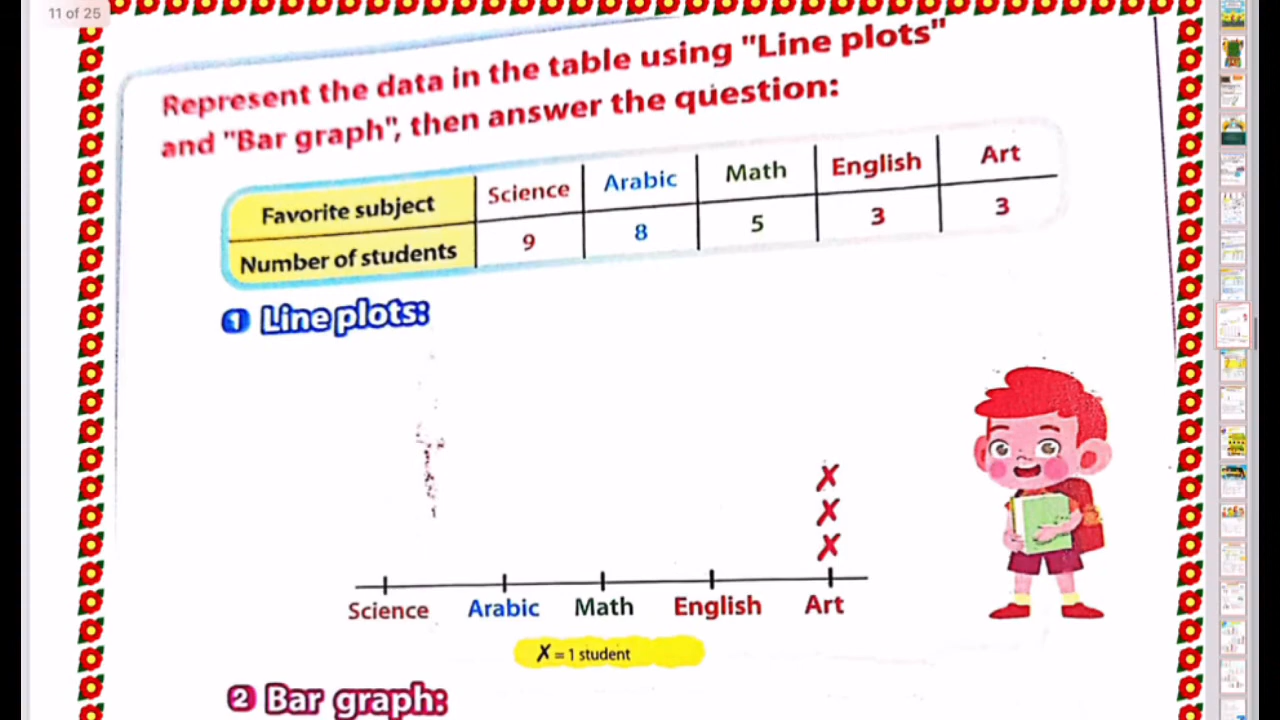 11 of 25
Represent the data in the table using "Line plots"
and "Bar graph", then answer the question:
Favorite subject Science Arabic Math English Art
Number of students 9 8 5 3 3
1 Line plots:
X
X
X
Science Arabic Math English Art
X = 1 student
2 Bar graph: